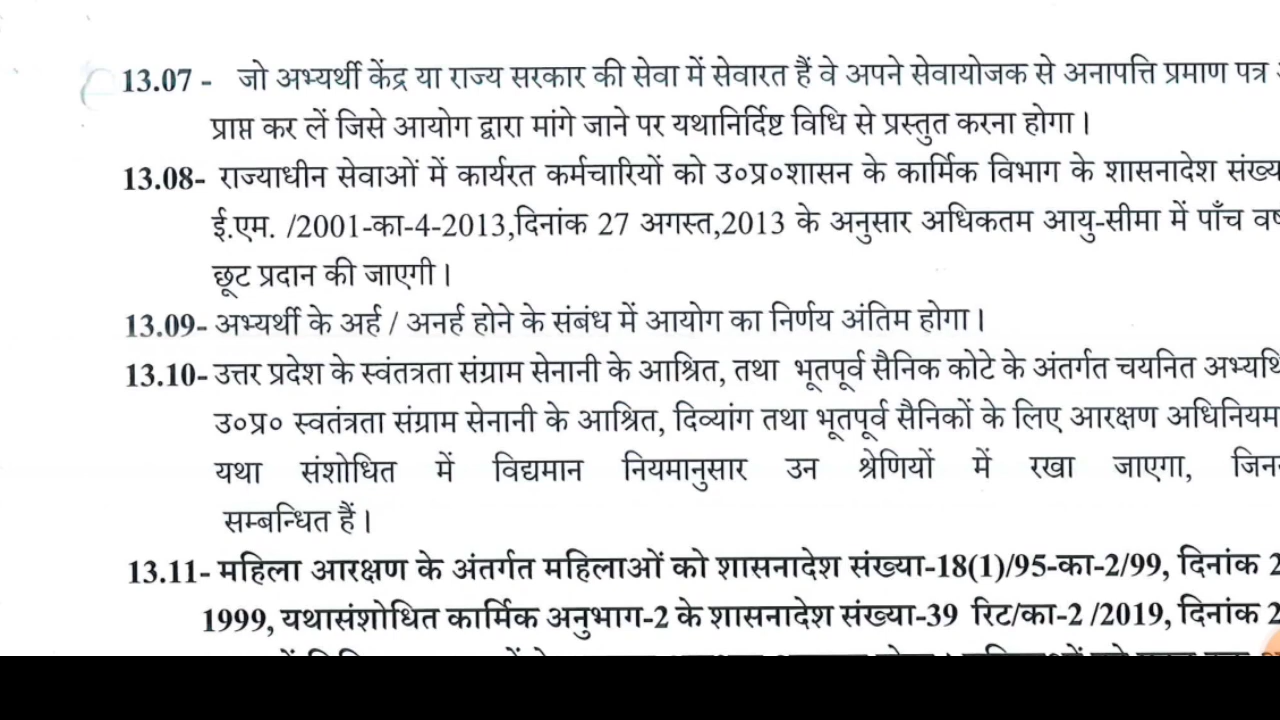 13.07 - जो अभ्यर्थी केंद्र या राज्य सरकार की सेवा में सेवारत हैं वे अपने सेवायोजक से अनापत्ति प्रमाण पत्र
प्राप्त कर लें जिसे आयोग द्वारा मांगे जाने पर यथानिर्दिष्ट विधि से प्रस्तुत करना होगा।
13.08- राज्याधीन सेवाओं में कार्यरत कर्मचारियों को उ०प्र०शासन के कार्मिक विभाग के शासनादेश
ई.एम. /2001-का-4-2013,दिनांक 27 अगस्त,2013 के अनुसार अधिकतम आयु-सीमा में पाँच
छूट प्रदान की जाएगी।
13.09- अभ्यर्थी के अर्ह / अनर्ह होने के संबंध में आयोग का निर्णय अंतिम होगा।
13.10- उत्तर प्रदेश के स्वंतत्रता संग्राम सेनानी के आश्रित, तथा भूतपूर्व सैनिक कोटे के अंतर्गत चयनित
उ०प्र० स्वतंत्रता संग्राम सेनानी के आश्रित, दिव्यांग तथा भूतपूर्व सैनिकों के लिए आरक्षण अधिनियम
यथा संशोधित में विद्यमान नियमानुसार उन श्रेणियों में रखा जाएगा,
सम्बन्धित हैं।
13.11- महिला आरक्षण के अंतर्गत महिलाओं को शासनादेश संख्या-18(1)/95-का-2/99, दिनांक
1999, यथासंशोधित कार्मिक अनुभाग-2 के शासनादेश संख्या-39 रिट/का-2 /2019, दिनांक